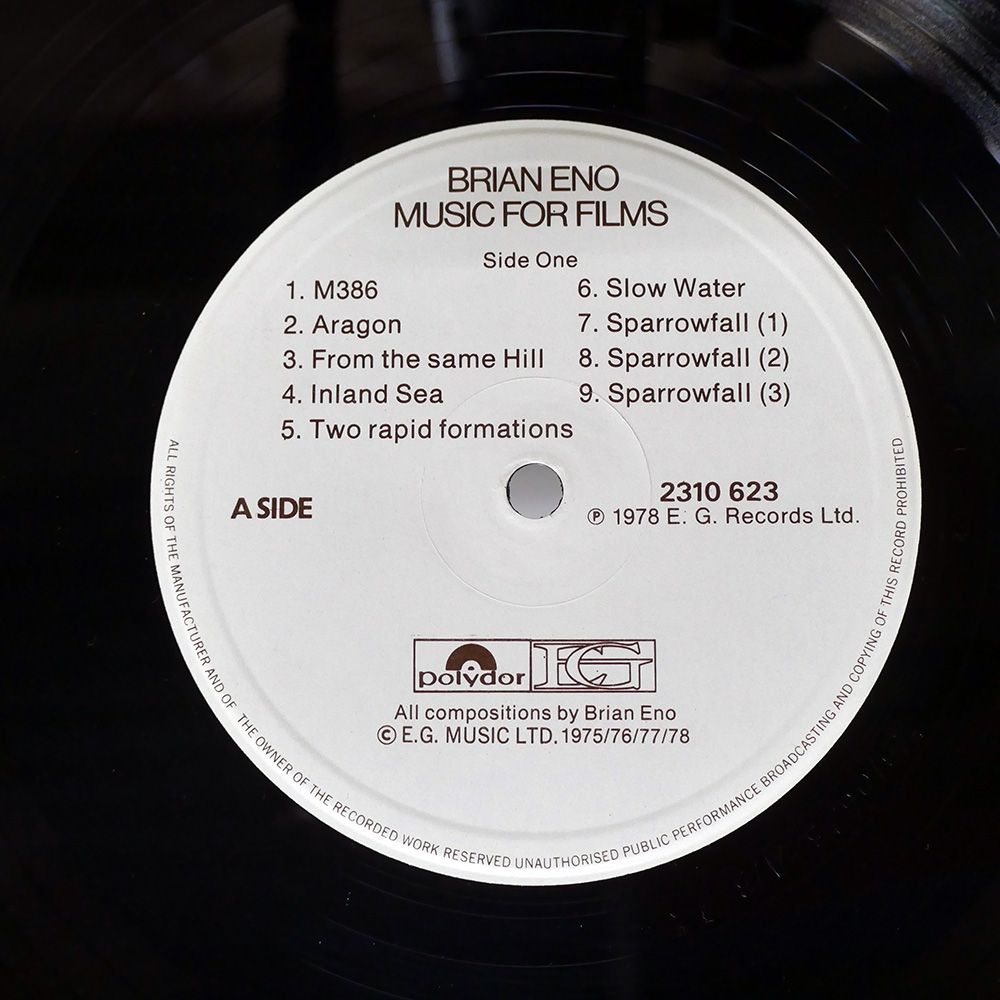 BRIAN ENO
MUSIC FOR FILMS
Side One
1. M386
2. Aragon
3. From the same Hill
4. Inland Sea
5. Two rapid formations
6. Slow Water
7. Sparrowfall (1)
8. Sparrowfall (2)
9. Sparrowfall (3)
A SIDE
2310 623
℗ 1978 E. G. Records Ltd.
polydor
EG
All compositions by Brian Eno
© E.G. MUSIC LTD. 1975/76/77/78
ALL RIGHTS OF THE MANUFACTURER AND OF THE OWNER OF THE RECORDED WORK RESERVED UNAUTHORISED PUBLIC PERFORMANCE BROADCASTING AND COPYING OF THIS RECORD PROHIBITED